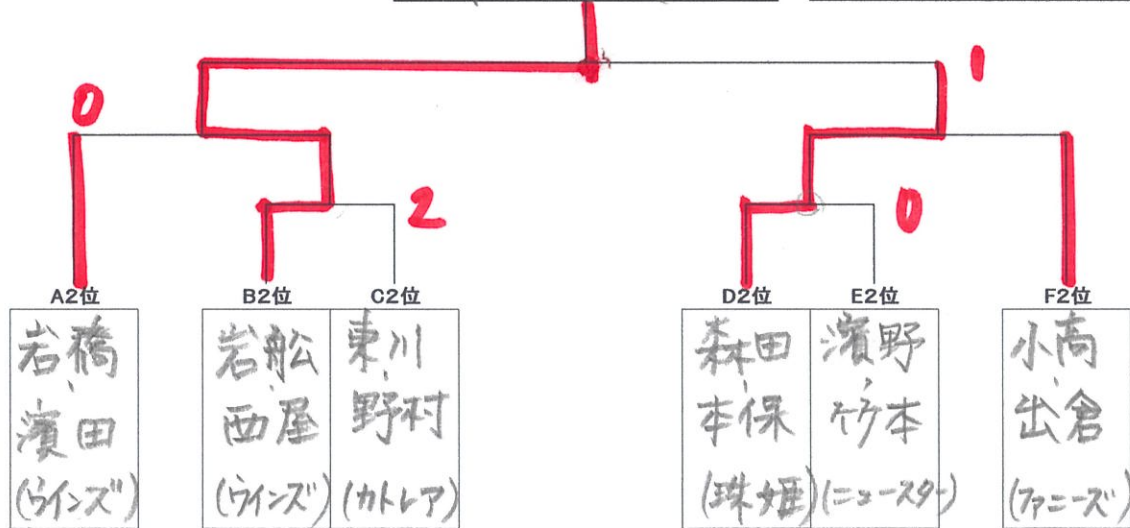 1
0
2
0
A2位 B2位 C2位 D2位 E2位 F2位
岩橋 岩船 東川 森田 濱野 小高
、 、 、 、 、 、
濱田 西屋 野村 本保 竹本 出倉
(ウインズ) (ウインズ) (カトレア) (珠姫) (ニュースター) (ファニーズ)